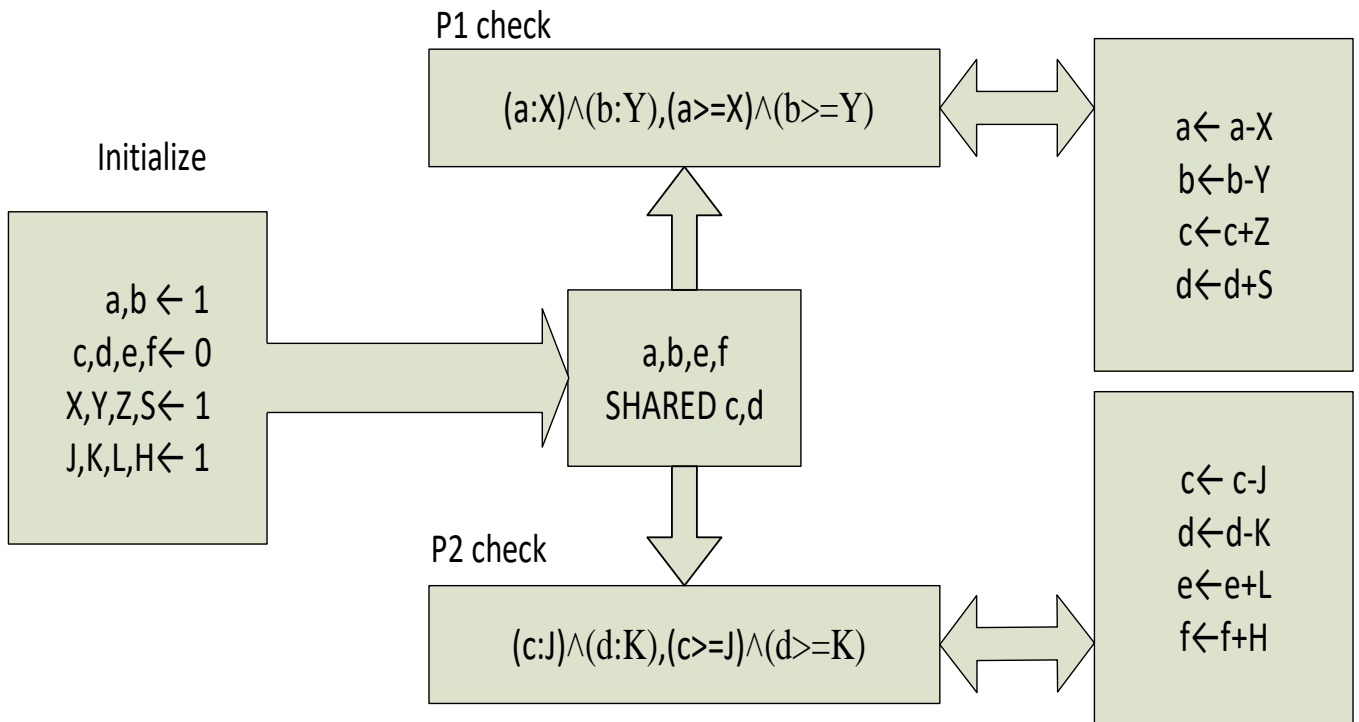 Initialize
a,b ← 1
c,d,e,f← 0
X,Y,Z,S← 1
J,K,L,H← 1
a,b,e,f
SHARED c,d
P1 check
(a:X)^(b:Y),(a>=X)^(b>=Y)
a← a-X
b←b-Y
c←c+Z
d←d+S
P2 check
(c:J)^(d:K),(c>=J)^(d>=K)
c← c-J
d←d-K
e←e+L
f←f+H